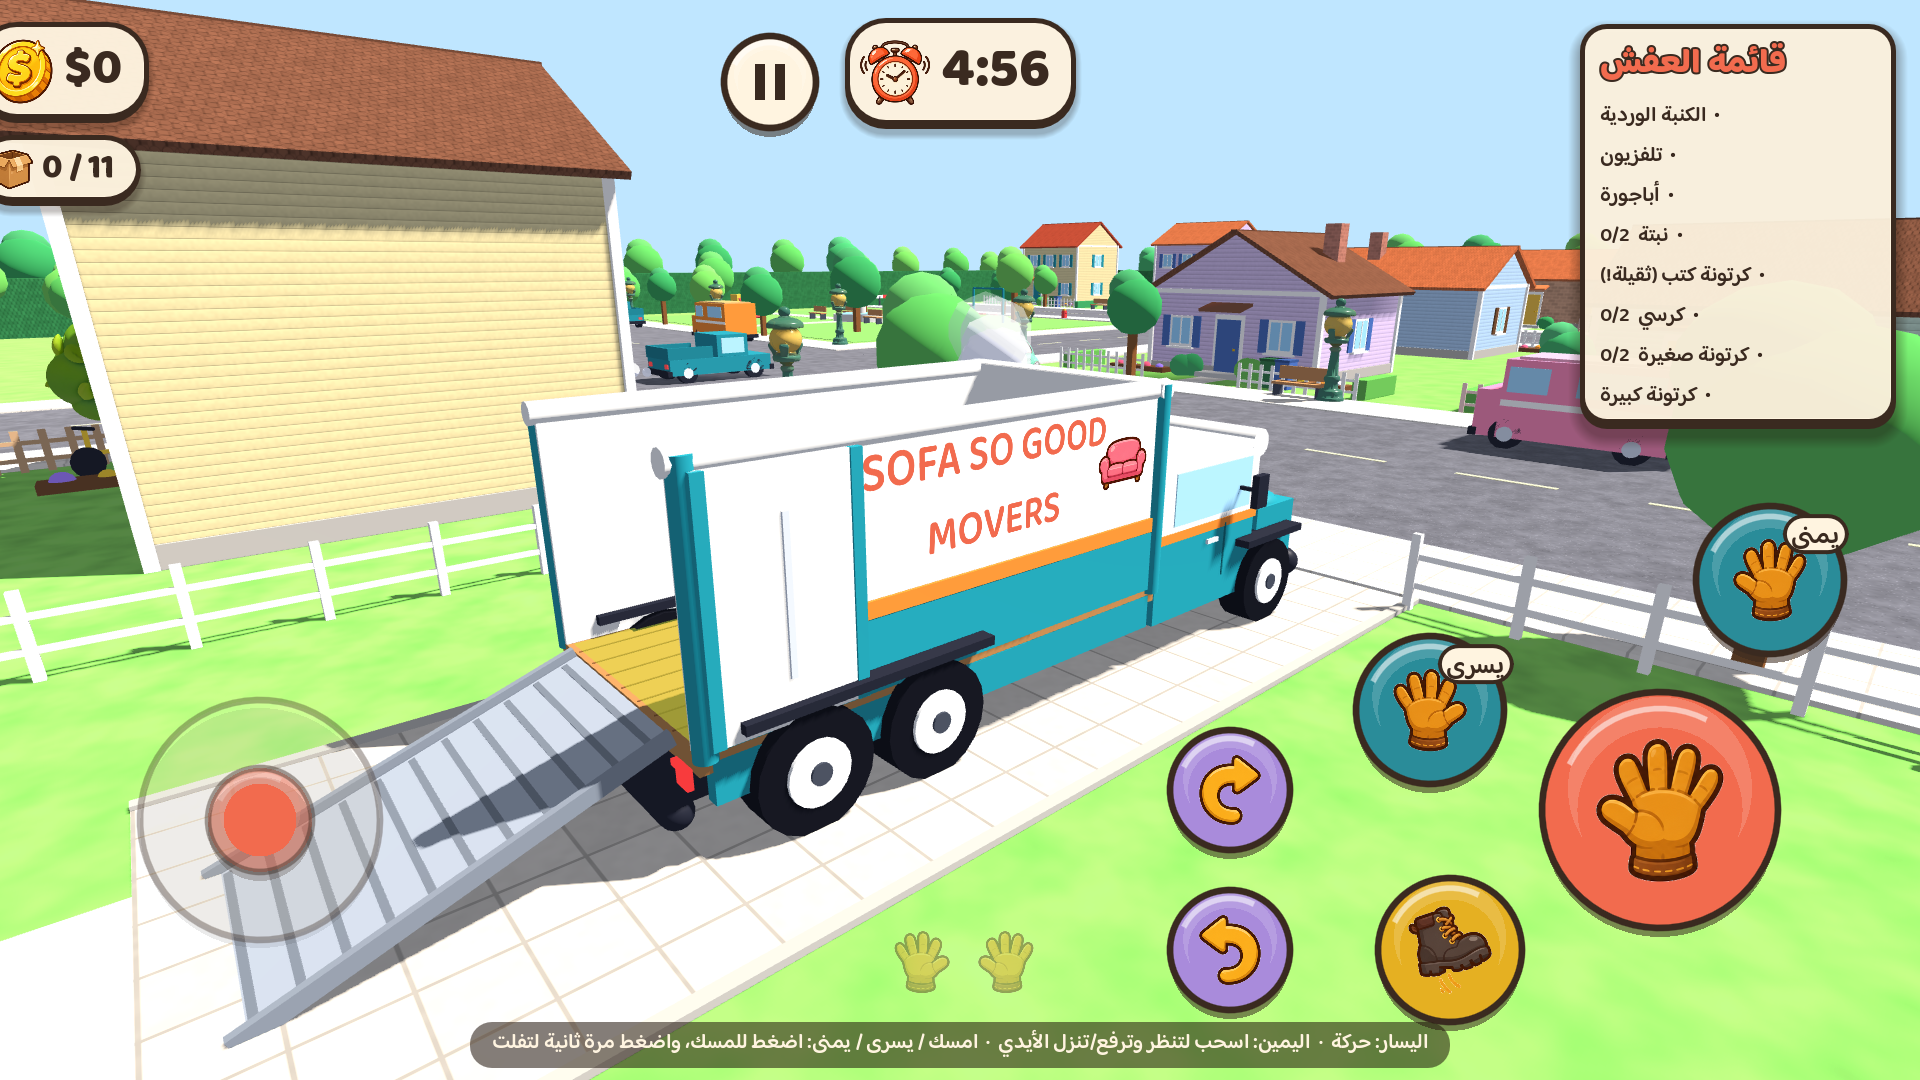 $0
0 / 11
4:56
قائمة العفش
• الكنبة الوردية
• تلفزيون
• أباجورة
• نبتة 0/2
• كرتونة كتب (ثقيلة!)
• كرسي 0/2
• كرتونة صغيرة 0/2
• كرتونة كبيرة
SOFA SO GOOD
MOVERS
يمنى
يسرى
اليسار: حركة · اليمين: اسحب لتنظر وترفع/تنزل الأيدي · امسك / يسرى / يمنى: اضغط للمسك، واضغط مرة ثانية لتفلت